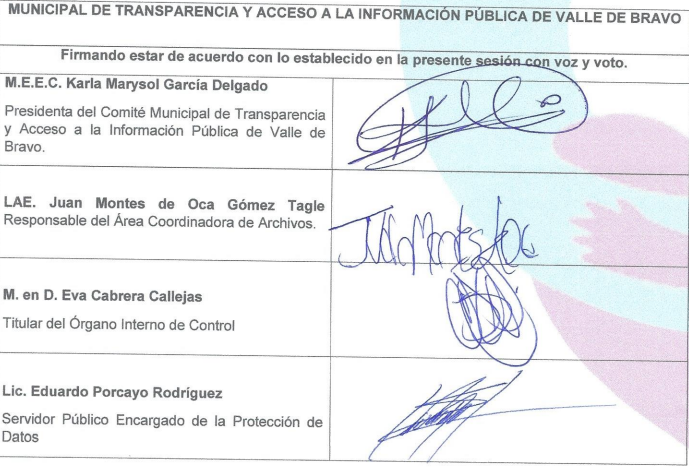 MUNICIPAL DE TRANSPARENCIA Y ACCESO A LA INFORMACIÓN PÚBLICA DE VALLE DE BRAVO
Firmando estar de acuerdo con lo establecido en la presente sesión con voz y voto.
M.E.E.C. Karla Marysol García Delgado
Presidenta del Comité Municipal de Transparencia
y Acceso a la Información Pública de Valle de
Bravo.
LAE. Juan Montes de Oca Gómez Tagle
Responsable del Área Coordinadora de Archivos.
M. en D. Eva Cabrera Callejas
Titular del Órgano Interno de Control
Lic. Eduardo Porcayo Rodríguez
Servidor Público Encargado de la Protección de
Datos